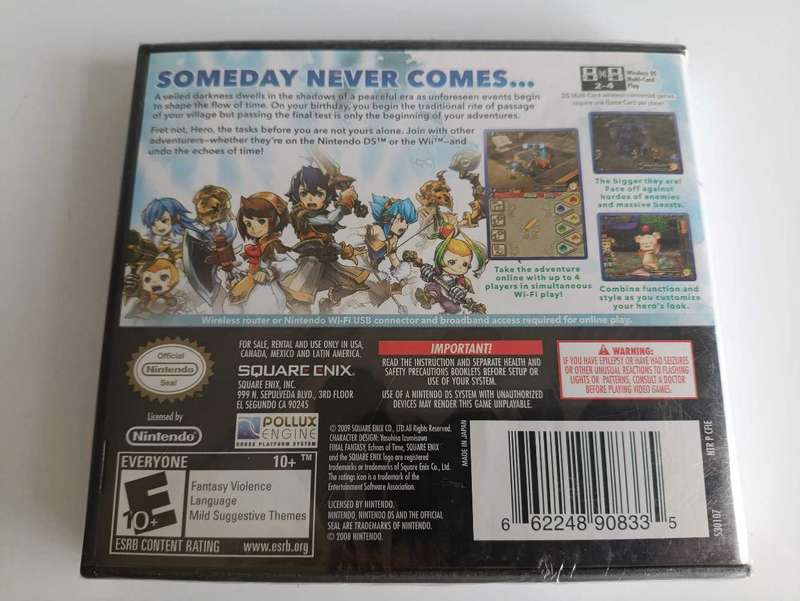 SOMEDAY NEVER COMES...
A veiled darkness dwells in the shadows of a peaceful era as unforeseen events begin
to shape the flow of time. On your birthday, you begin the traditional rite of passage
of your village but passing the final test is only the beginning of your adventures.
Fret not, Hero, the tasks before you are not yours alone. Join with other
adventurers—whether they're on the Nintendo DS™ or the Wii™—and
undo the echoes of time!
2-4
Wireless DS
Multi-Card
Play
DS Multi-Card wireless connected games
require one Game Card per player
The bigger they are!
Face off against
hordes of enemies
and massive beasts.
Take the adventure
online with up to 4
players in simultaneous
Wi-Fi play!
Combine function and
style as you customize
your hero's look.
Wireless router or Nintendo Wi-Fi USB connector and broadband access required for online play.
Official
Nintendo
Seal
Licensed by
Nintendo
FOR SALE, RENTAL AND USE ONLY IN USA,
CANADA, MEXICO AND LATIN AMERICA.
SQUARE ENIX
SQUARE ENIX, INC.
999 N. SEPULVEDA BLVD., 3RD FLOOR
EL SEGUNDO CA 90245
POLLUX
ENGINE
CROSS PLATFORM SYSTEM
IMPORTANT!
READ THE INSTRUCTION AND SEPARATE HEALTH AND
SAFETY PRECAUTIONS BOOKLETS BEFORE SETUP OR
USE OF YOUR SYSTEM.
USE OF A NINTENDO DS SYSTEM WITH UNAUTHORIZED
DEVICES MAY RENDER THIS GAME UNPLAYABLE.
WARNING:
IF YOU HAVE EPILEPSY OR HAVE HAD SEIZURES
OR OTHER UNUSUAL REACTIONS TO FLASHING
LIGHTS OR PATTERNS, CONSULT A DOCTOR
BEFORE PLAYING VIDEO GAMES.
© 2009 SQUARE ENIX CO., LTD. All Rights Reserved.
CHARACTER DESIGN: Yasuhisa Izumisawa
FINAL FANTASY, Echoes of Time, SQUARE ENIX
and the SQUARE ENIX logo are registered
trademarks or trademarks of Square Enix Co., Ltd.
The ratings icon is a trademark of the
Entertainment Software Association.
LICENSED BY NINTENDO.
NINTENDO, NINTENDO DS AND THE OFFICIAL
SEAL ARE TRADEMARKS OF NINTENDO.
© 2008 NINTENDO.
MADE IN JAPAN
EVERYONE 10+™
E
10+
Fantasy Violence
Language
Mild Suggestive Themes
ESRB CONTENT RATING www.esrb.org
6 62248 90833 5
NTR P CFIE
530107